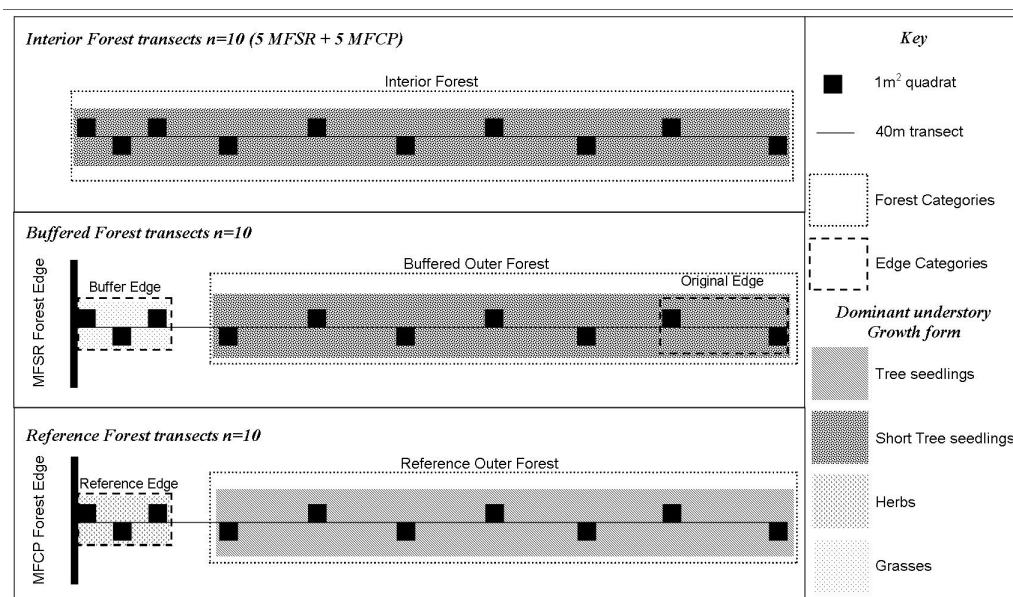 Interior Forest transects n=10 (5 MFSR + 5 MFCP)
Interior Forest
Buffered Forest transects n=10
Buffered Outer Forest
Buffer Edge
Original Edge
MFSR Forest Edge
Reference Forest transects n=10
Reference Outer Forest
Reference Edge
MFCP Forest Edge
Key
1m² quadrat
40m transect
Forest Categories
Edge Categories
Dominant understory
Growth form
Tree seedlings
Short Tree seedlings
Herbs
Grasses